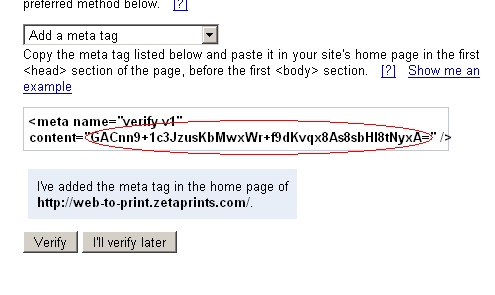 preferred method below. [?]
Add a meta tag
Copy the meta tag listed below and paste it in your site's home page in the first
<head> section of the page, before the first <body> section. [?] Show me an
example
<meta name="verify-v1"
content="GACnn9+1c3JzusKbMwxWr+f9dKvqx8As8sbHl8tNyxA=" />
I've added the meta tag in the home page of
http://web-to-print.zetaprints.com/.
Verify I'll verify later